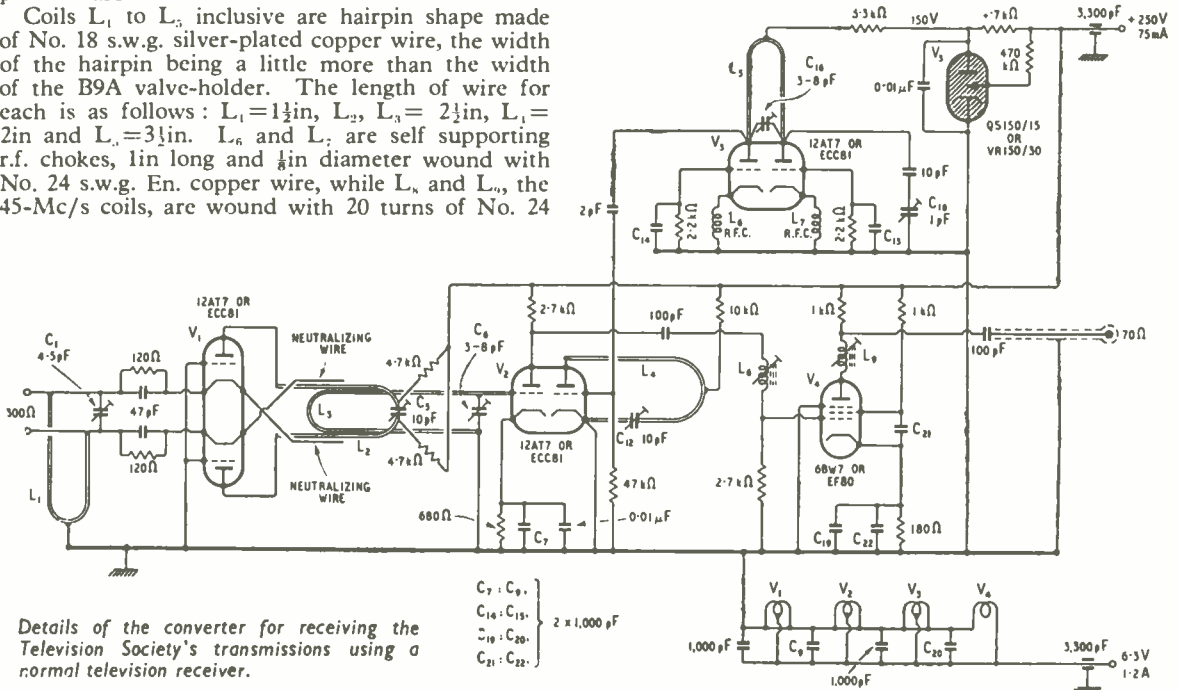 Coils L₁ to L₅ inclusive are hairpin shape made
of No. 18 s.w.g. silver-plated copper wire, the width
of the hairpin being a little more than the width
of the B9A valve-holder. The length of wire for
each is as follows : L₁=1½in, L₂, L₃= 2½in, L₄=
2in and L₅=3½in. L₆ and L₇ are self supporting
r.f. chokes, 1in long and ⅛in diameter wound with
No. 24 s.w.g. En. copper wire, while L₈ and L₉, the
45-Mc/s coils, are wound with 20 turns of No. 24
3·3kΩ
150V
4·7kΩ
3,300pF
+250V
75mA
L₅
C₁₆
3-8pF
V₅
470
kΩ
0·01μF
QS150/15
OR
VR150/30
V₃
12AT7 OR
ECC81
10pF
C₁₈
1pF
2pF
C₁₄
2·2kΩ
L₆
R.F.C.
L₇
R.F.C.
2·2kΩ
C₁₅
12AT7 OR
ECC81
V₁
C₁
4-5pF
120Ω
47pF
120Ω
300Ω
L₁
NEUTRALIZING
WIRE
L₃
L₂
NEUTRALIZING
WIRE
4·7kΩ
C₅
10pF
4·7kΩ
C₆
3-8pF
V₂
12AT7 OR
ECC81
2·7kΩ
100pF
10kΩ
L₄
C₁₂ 10pF
47kΩ
680Ω
C₇
0·01μF
L₈
2·7kΩ
1kΩ
1kΩ
L₉
V₄
6BW7 OR
EF80
C₂₁
C₁₉
C₂₂
180Ω
100pF
70Ω
C₇ : C₉,
C₁₄ : C₁₅,
C₁₉ : C₂₀,
C₂₁ : C₂₂.
2 x 1,000 pF
V₁
V₂
V₃
V₄
1,000pF
C₉
1,000pF
C₂₀
3,300pF
6·3V
1·2A
Details of the converter for receiving the
Television Society's transmissions using a
normal television receiver.